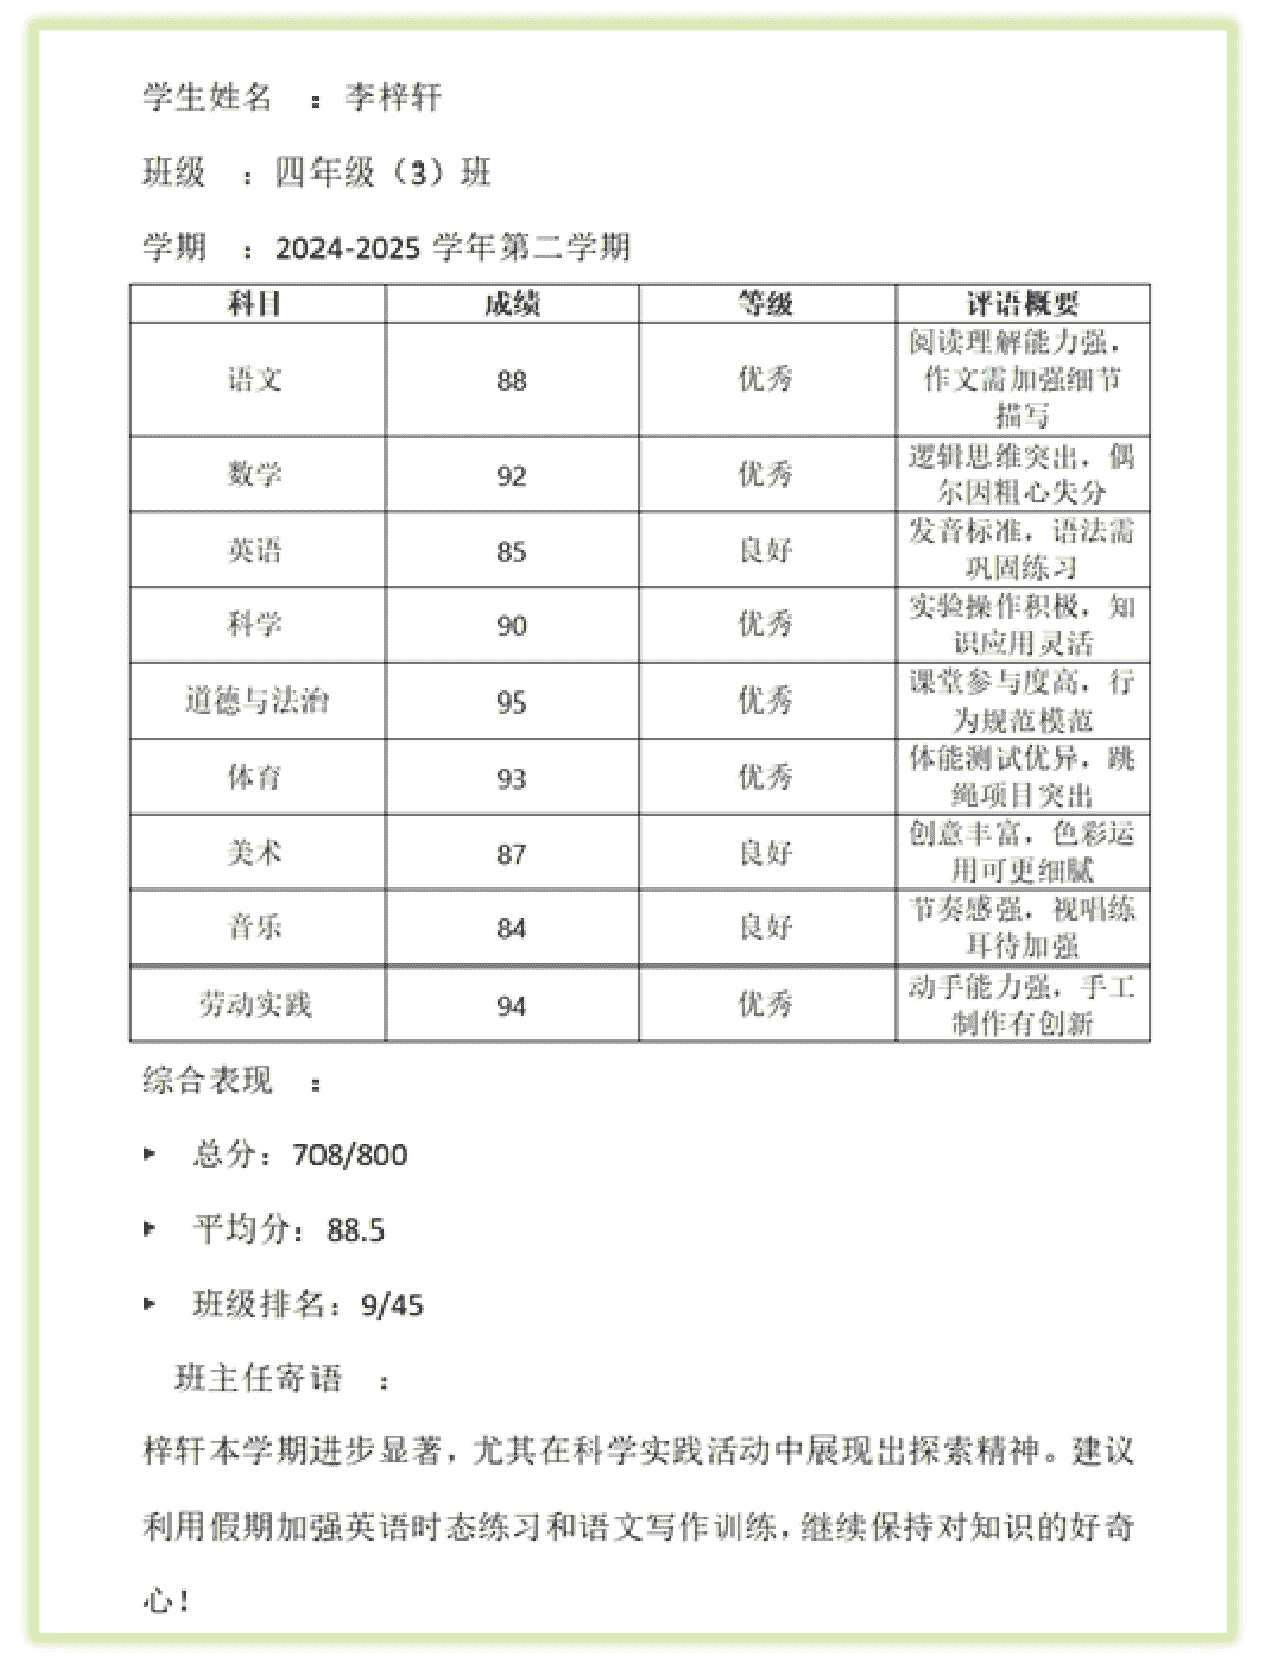 学生姓名 ：李梓轩
班级 ：四年级（3）班
学期 ：2024-2025 学年第二学期
科目 成绩 等级 评语概要
语文 88 优秀 阅读理解能力强，
作文需加强细节
描写
数学 92 优秀 逻辑思维突出，偶
尔因粗心失分
英语 85 良好 发音标准，语法需
巩固练习
科学 90 优秀 实验操作积极，知
识应用灵活
道德与法治 95 优秀 课堂参与度高，行
为规范模范
体育 93 优秀 体能测试优异，跳
绳项目突出
美术 87 良好 创意丰富，色彩运
用可更细腻
音乐 84 良好 节奏感强，视唱练
耳待加强
劳动实践 94 优秀 动手能力强，手工
制作有创新
综合表现 ：
总分：708/800
平均分：88.5
班级排名：9/45
班主任寄语 ：
梓轩本学期进步显著，尤其在科学实践活动中展现出探索精神。建议
利用假期加强英语时态练习和语文写作训练，继续保持对知识的好奇
心！